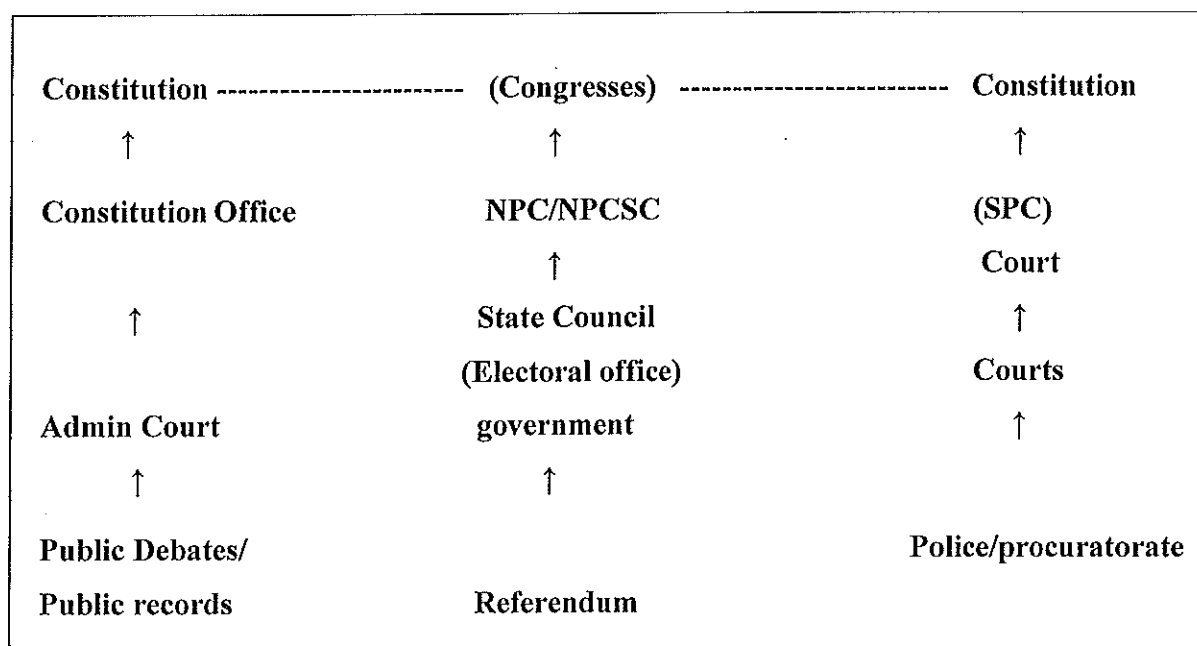 Constitution ----------------------- (Congresses) ------------------------- Constitution
↑ ↑ ↑
Constitution Office NPC/NPCSC (SPC)
↑ Court
↑ State Council ↑
(Electoral office) Courts
Admin Court government ↑
↑ ↑
Public Debates/ Police/procuratorate
Public records Referendum